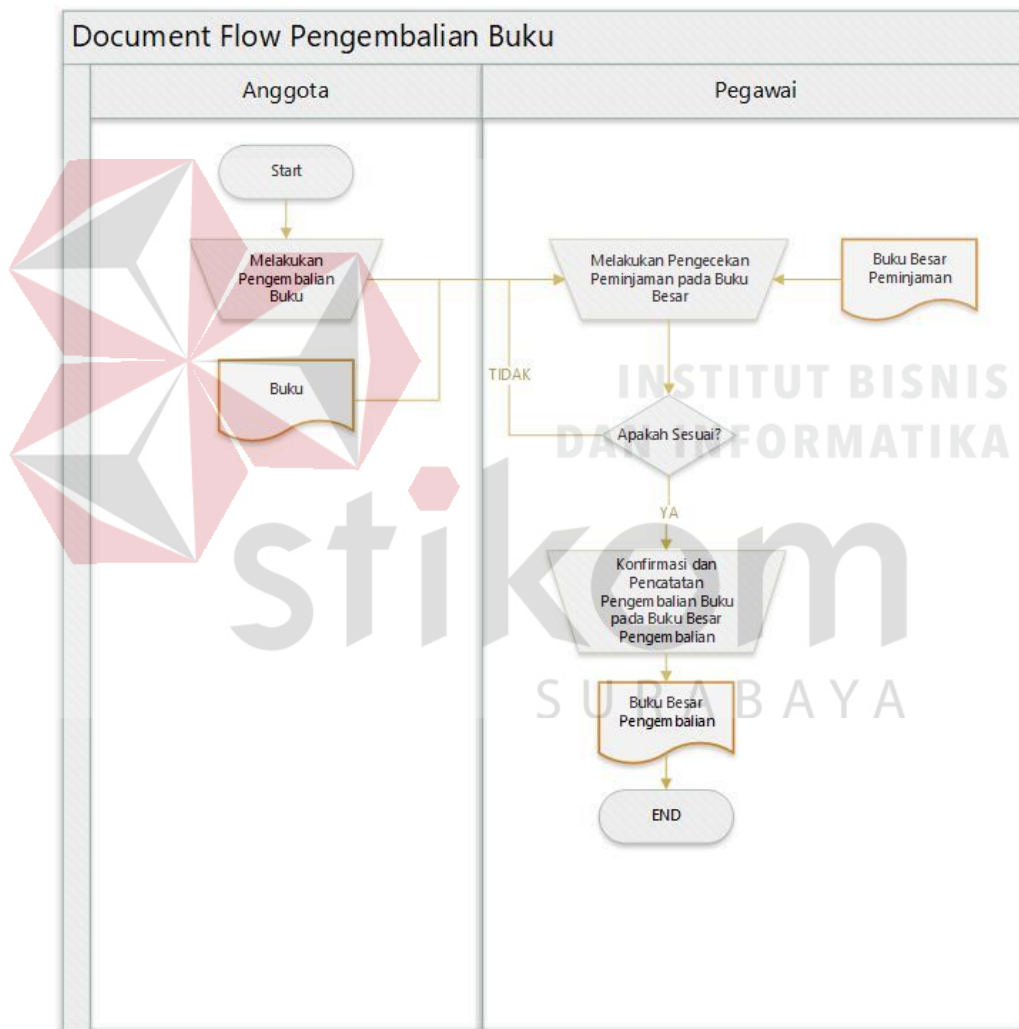 Document Flow Pengembalian Buku
Anggota
Pegawai
Start
Melakukan
Pengembalian
Buku
Melakukan Pengecekan
Peminjaman pada Buku
Besar
Buku Besar
Peminjaman
Buku
TIDAK
Apakah Sesuai?
YA
Konfirmasi dan
Pencatatan
Pengembalian Buku
pada Buku Besar
Pengembalian
Buku Besar
Pengembalian
END
INSTITUT BISNIS
DAN INFORMATIKA
stikom
SURABAYA